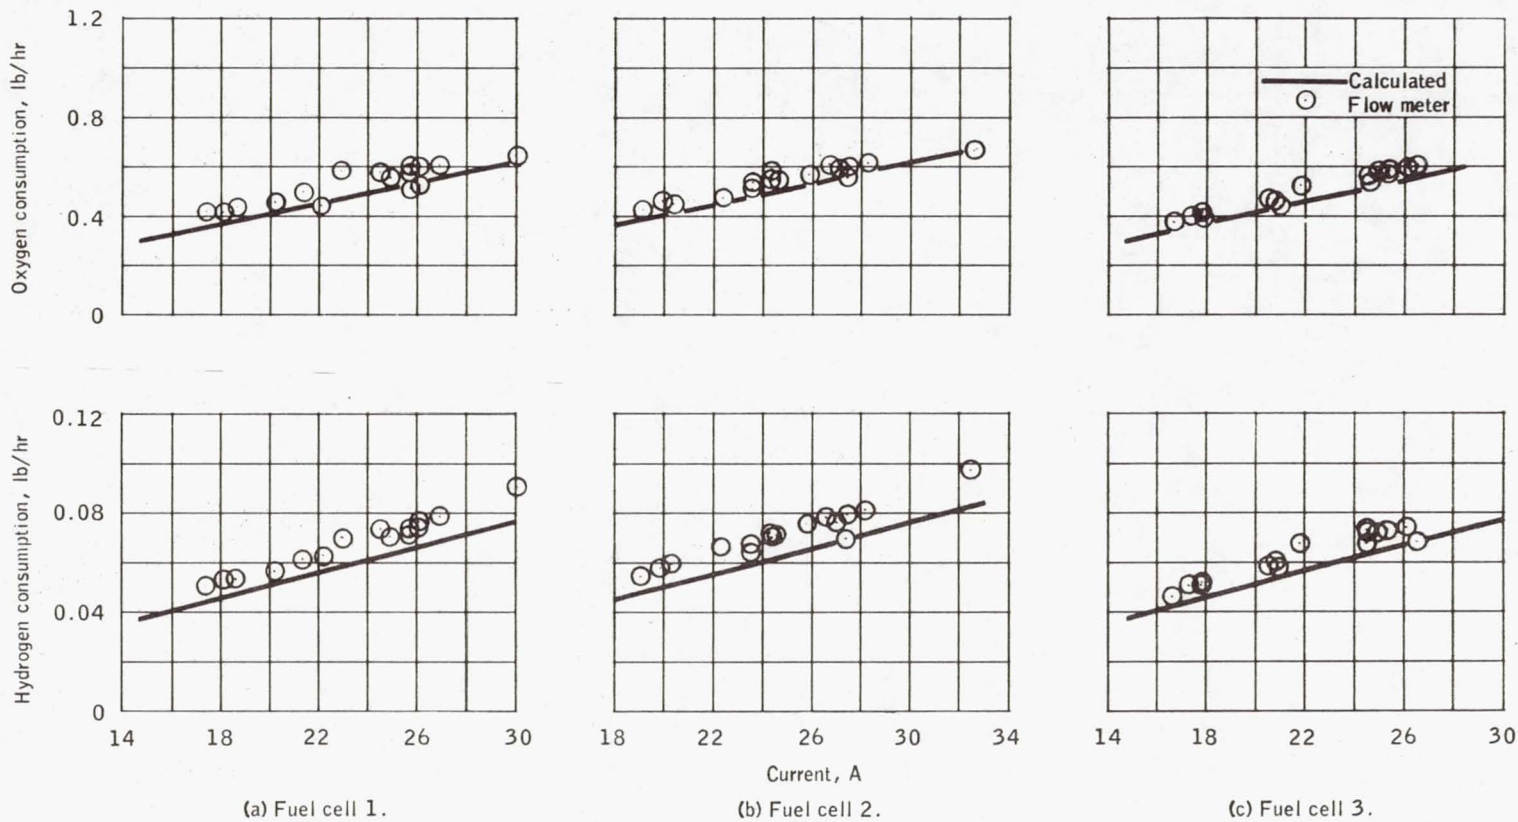 Oxygen consumption, lb/hr
1.2
0.8
0.4
0
Calculated
Flow meter
Hydrogen consumption, lb/hr
0.12
0.08
0.04
0
14 18 22 26 30
18 22 26 30 34
14 18 22 26 30
Current, A
(a) Fuel cell 1.
(b) Fuel cell 2.
(c) Fuel cell 3.